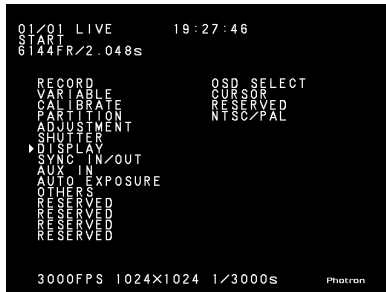 01/01 LIVE 19:27:46
START
6144FR/2.048s
RECORD OSD SELECT
VARIABLE CURSOR
CALIBRATE RESERVED
PARTITION NTSC/PAL
ADJUSTMENT
SHUTTER
DISPLAY
SYNC IN/OUT
AUX IN
AUTO EXPOSURE
OTHERS
RESERVED
RESERVED
RESERVED
RESERVED
3000FPS 1024×1024 1/3000s Photron